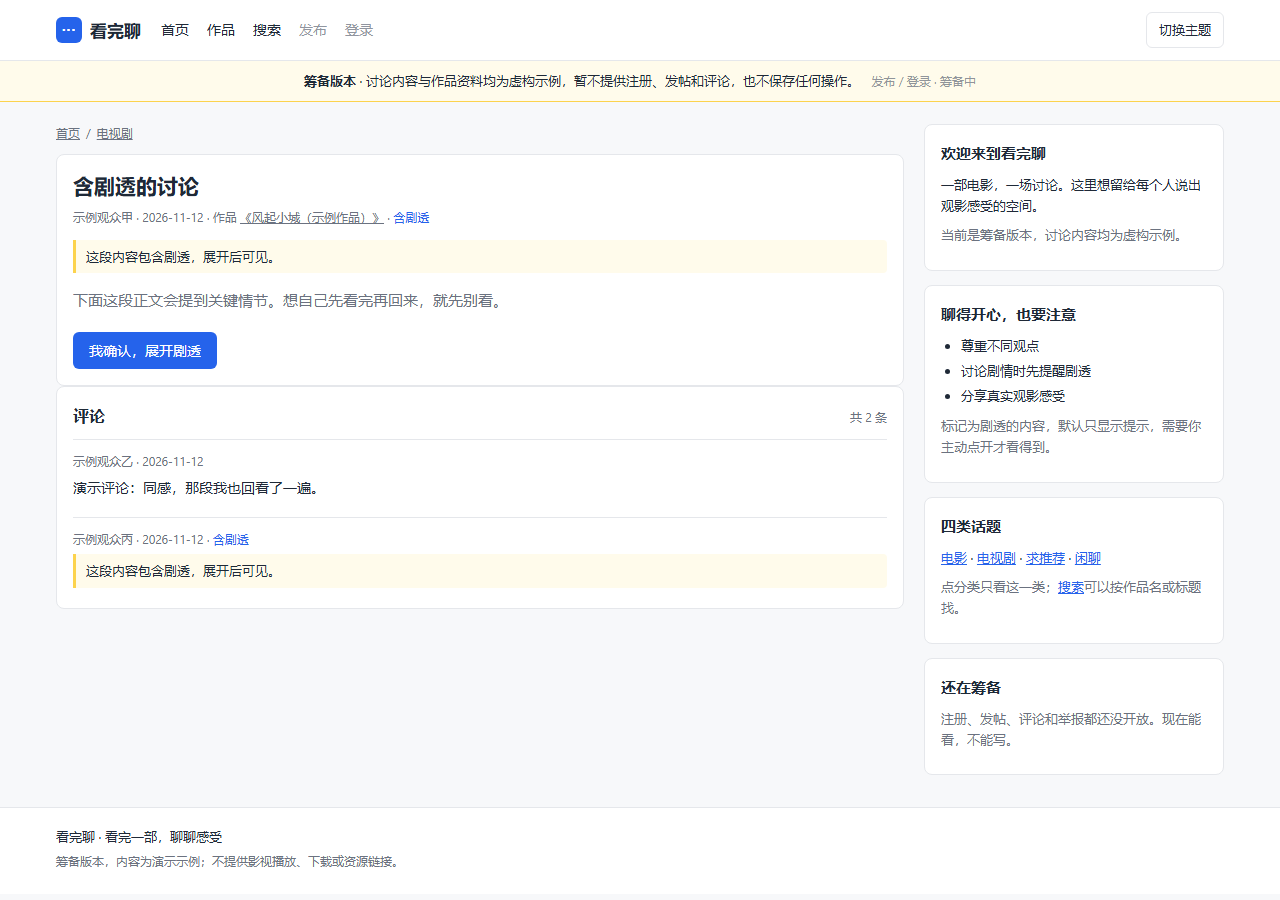 看完聊
首页 作品 搜索 发布 登录
切换主题
筹备版本 · 讨论内容与作品资料均为虚构示例，暂不提供注册、发帖和评论，也不保存任何操作。 发布 / 登录 · 筹备中
首页 / 电视剧
含剧透的讨论
示例观众甲 · 2026-11-12 · 作品 《风起小城（示例作品）》 · 含剧透
这段内容包含剧透，展开后可见。
下面这段正文会提到关键情节。想自己先看完再回来，就先别看。
我确认，展开剧透
评论
共 2 条
示例观众乙 · 2026-11-12
演示评论：同感，那段我也回看了一遍。
示例观众丙 · 2026-11-12 · 含剧透
这段内容包含剧透，展开后可见。
欢迎来到看完聊
一部电影，一场讨论。这里想留给每个人说出
观影感受的空间。
当前是筹备版本，讨论内容均为虚构示例。
聊得开心，也要注意
尊重不同观点
讨论剧情时先提醒剧透
分享真实观影感受
标记为剧透的内容，默认只显示提示，需要你
主动点开才看得到。
四类话题
电影 · 电视剧 · 求推荐 · 闲聊
点分类只看这一类；搜索可以按作品名或标题
找。
还在筹备
注册、发帖、评论和举报都还没开放。现在能
看，不能写。
看完聊 · 看完一部，聊聊感受
筹备版本，内容为演示示例；不提供影视播放、下载或资源链接。